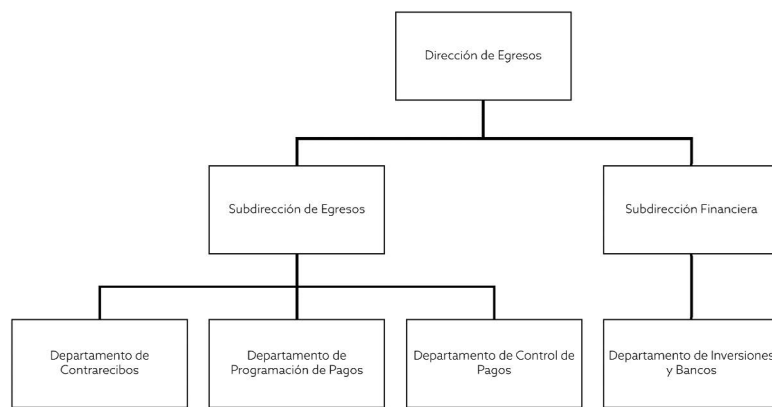 Dirección de Egresos
Subdirección de Egresos
Subdirección Financiera
Departamento de
Contrarecibos
Departamento de
Programación de Pagos
Departamento de Control de
Pagos
Departamento de Inversiones
y Bancos